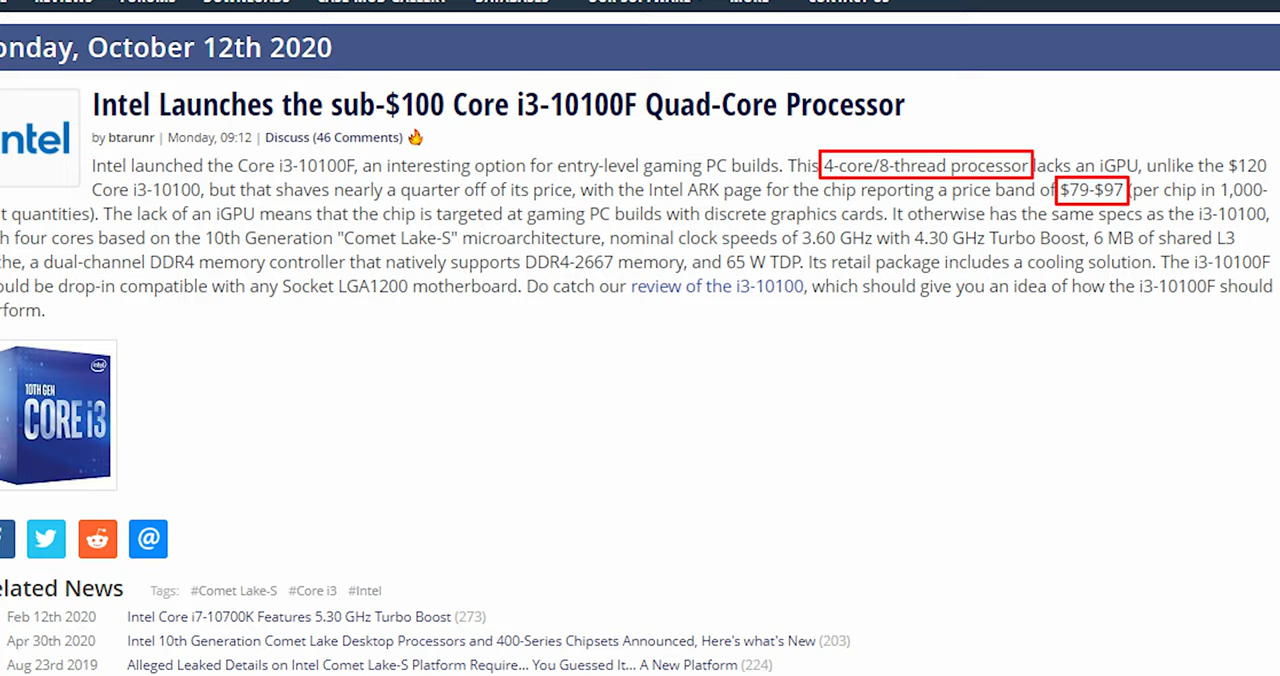 REVIEWS FORUMS DOWNLOADS CASE MOD GALLERY DATABASES OUR SOFTWARE MORE CONTACT US
onday, October 12th 2020
Intel Launches the sub-$100 Core i3-10100F Quad-Core Processor
ntel
by btarunr | Monday, 09:12 | Discuss (46 Comments)
Intel launched the Core i3-10100F, an interesting option for entry-level gaming PC builds. This 4-core/8-thread processor lacks an iGPU, unlike the $120
Core i3-10100, but that shaves nearly a quarter off of its price, with the Intel ARK page for the chip reporting a price band of $79-$97 (per chip in 1,000-
t quantities). The lack of an iGPU means that the chip is targeted at gaming PC builds with discrete graphics cards. It otherwise has the same specs as the i3-10100,
h four cores based on the 10th Generation "Comet Lake-S" microarchitecture, nominal clock speeds of 3.60 GHz with 4.30 GHz Turbo Boost, 6 MB of shared L3
he, a dual-channel DDR4 memory controller that natively supports DDR4-2667 memory, and 65 W TDP. Its retail package includes a cooling solution. The i3-10100F
ould be drop-in compatible with any Socket LGA1200 motherboard. Do catch our review of the i3-10100, which should give you an idea of how the i3-10100F should
rform.
intel
10TH GEN
CORE i3
elated News Tags: #Comet Lake-S #Core i3 #Intel
Feb 12th 2020 Intel Core i7-10700K Features 5.30 GHz Turbo Boost (273)
Apr 30th 2020 Intel 10th Generation Comet Lake Desktop Processors and 400-Series Chipsets Announced, Here's what's New (203)
Aug 23rd 2019 Alleged Leaked Details on Intel Comet Lake-S Platform Require... You Guessed It... A New Platform (224)